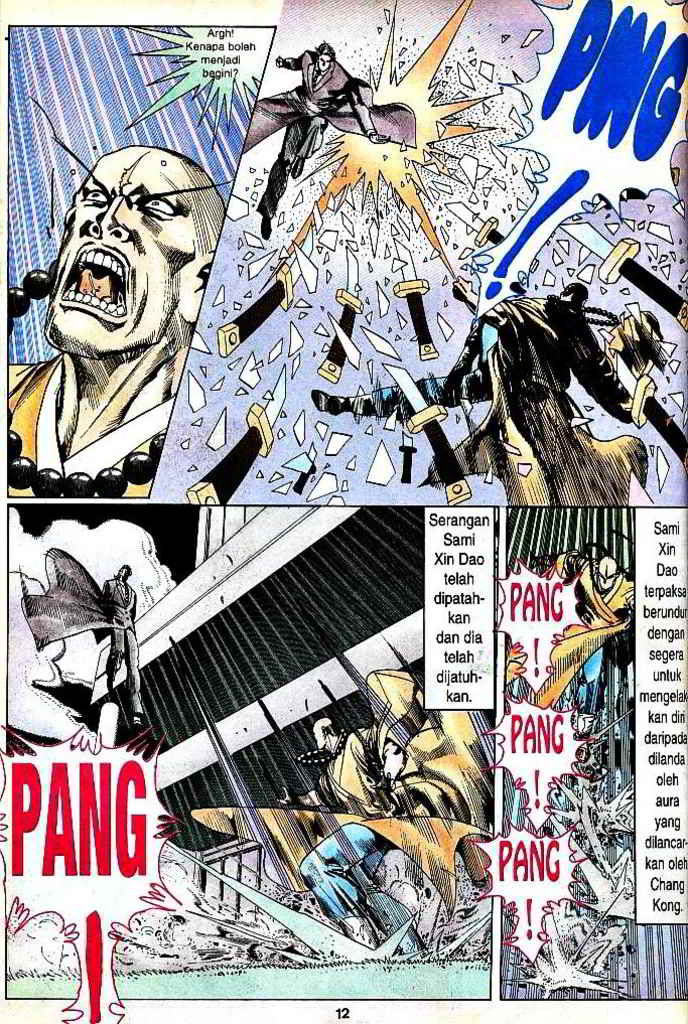 Argh!
Kenapa boleh
menjadi
begini?
PING
!
Serangan
Sami
Xin Dao
telah
dipatah-
kan
dan dia
telah
dijatuh-
kan.
PANG
!
Sami
Xin
Dao
terpaksa
berundur
dengan
segera
untuk
mengelak-
kan diri
daripada
dilanda
oleh
aura
yang
dilancar-
kan oleh
Chang
Kong.
PANG
!
PANG
!
PANG
!
12